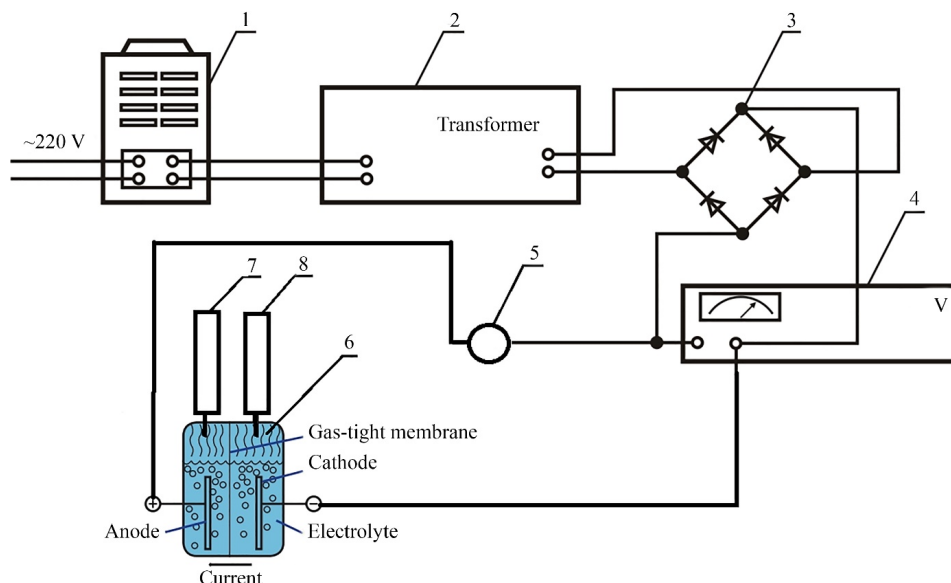 1
2
3
Transformer
~220 V
4
5
7
8
V
6
Gas-tight membrane
Cathode
+
−
Anode
Electrolyte
Current